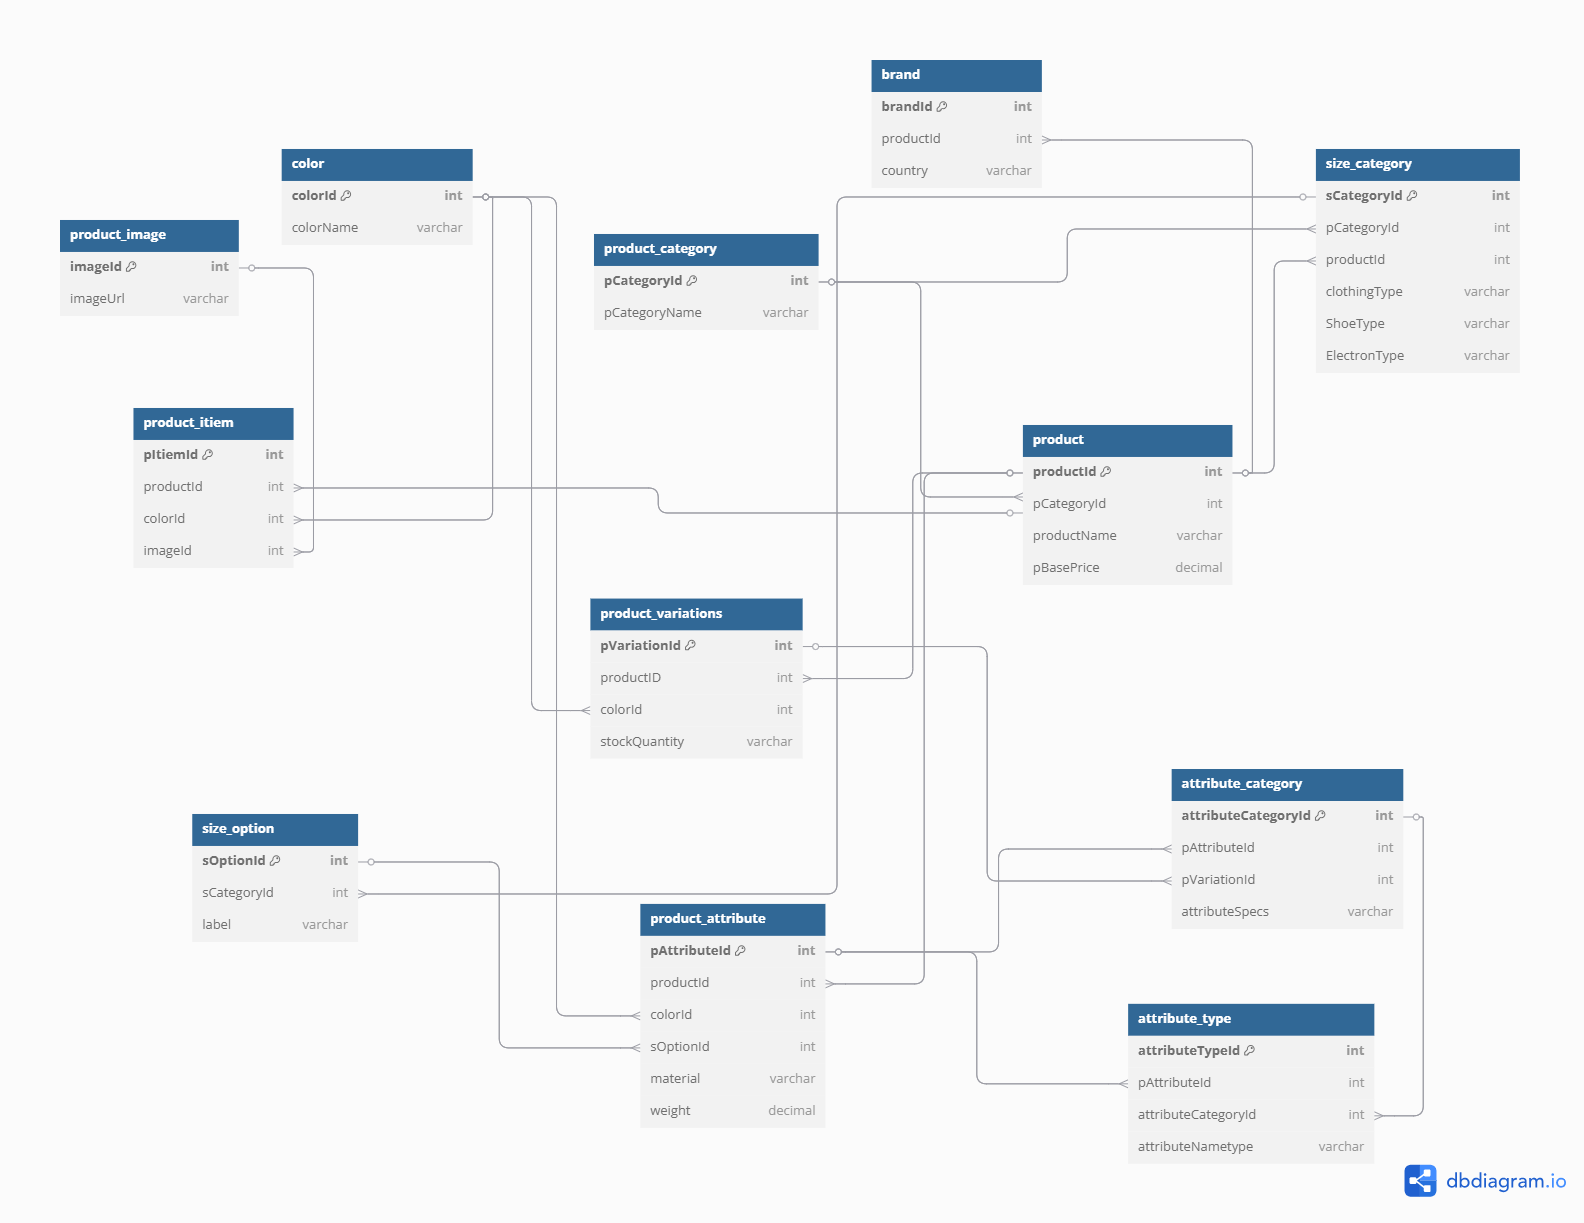 brand
brandId int
productId int
country varchar
color
colorId int
colorName varchar
size_category
sCategoryId int
pCategoryId int
productId int
clothingType varchar
ShoeType varchar
ElectronType varchar
product_image
imageId int
imageUrl varchar
product_category
pCategoryId int
pCategoryName varchar
product_itiem
pItiemId int
productId int
colorId int
imageId int
product
productId int
pCategoryId int
productName varchar
pBasePrice decimal
product_variations
pVariationId int
productID int
colorId int
stockQuantity varchar
attribute_category
attributeCategoryId int
pAttributeId int
pVariationId int
attributeSpecs varchar
size_option
sOptionId int
sCategoryId int
label varchar
product_attribute
pAttributeId int
productId int
colorId int
sOptionId int
material varchar
weight decimal
attribute_type
attributeTypeId int
pAttributeId int
attributeCategoryId int
attributeNametype varchar
dbdiagram.io